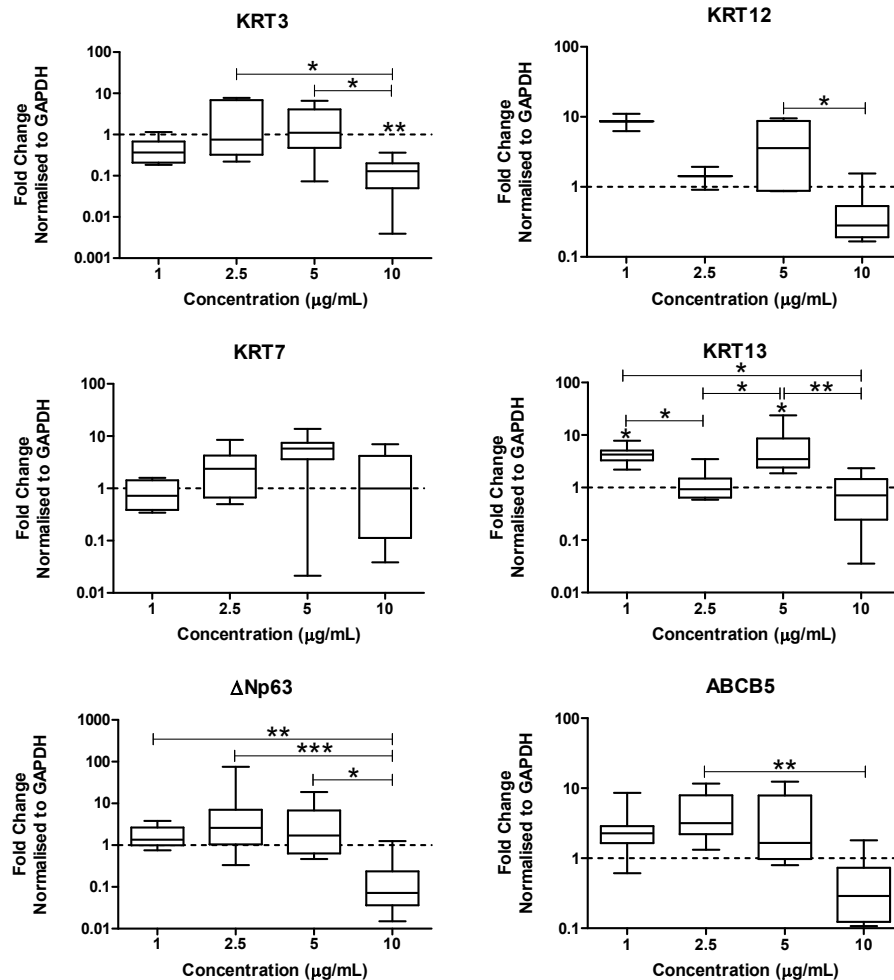 KRT3
Fold Change
Normalised to GAPDH
100
10
1
0.1
0.01
0.001
*
*
**
1 2.5 5 10
Concentration (μg/mL)
KRT12
Fold Change
Normalised to GAPDH
100
10
1
0.1
*
1 2.5 5 10
Concentration (μg/mL)
KRT7
Fold Change
Normalised to GAPDH
100
10
1
0.1
0.01
1 2.5 5 10
Concentration (μg/mL)
KRT13
Fold Change
Normalised to GAPDH
100
10
1
0.1
0.01
*
* **
*
*
*
1 2.5 5 10
Concentration (μg/mL)
ΔNp63
Fold Change
Normalised to GAPDH
1000
100
10
1
0.1
0.01
**
***
*
1 2.5 5 10
Concentration (μg/mL)
ABCB5
Fold Change
Normalised to GAPDH
100
10
1
0.1
**
1 2.5 5 10
Concentration (μg/mL)